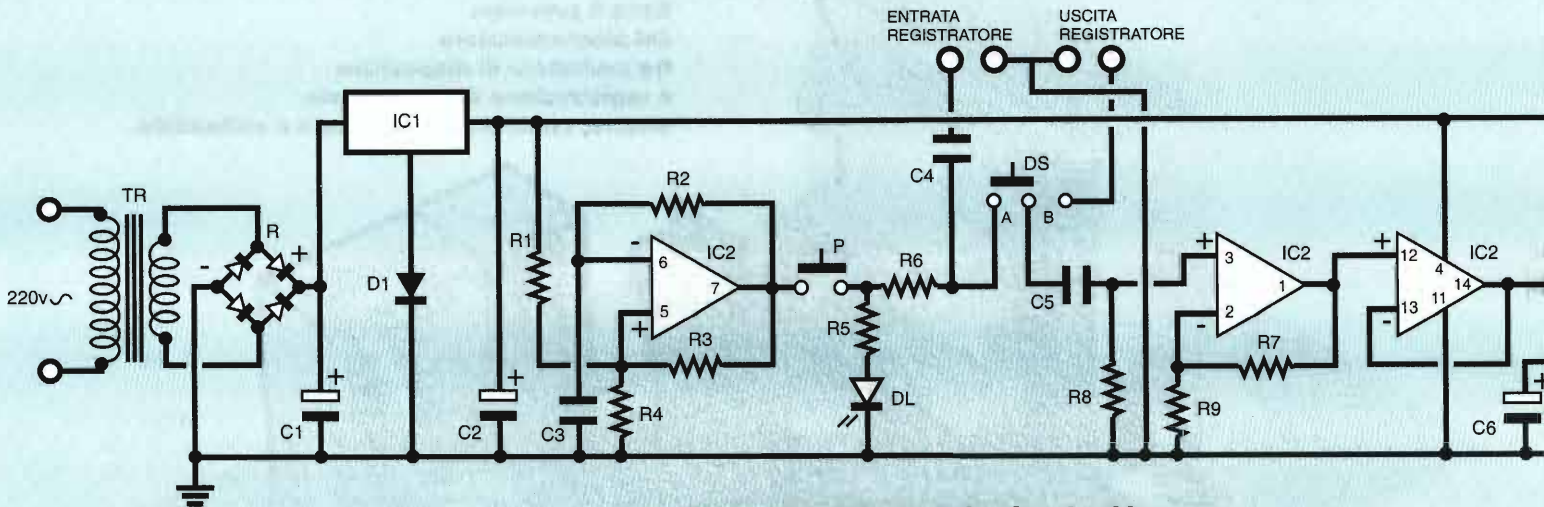 ENTRATA
REGISTRATORE
USCITA
REGISTRATORE
IC1
C4
DS
A
B
TR
R
-
+
220v
D1
R1
R2
-
6
IC2
7
5
+
R3
P
R6
R5
C5
+
3
IC2
1
2
-
R7
+
12
4
IC2
14
11
13
-
+
C1
+
C2
C3
R4
DL
R8
R9
+
C6